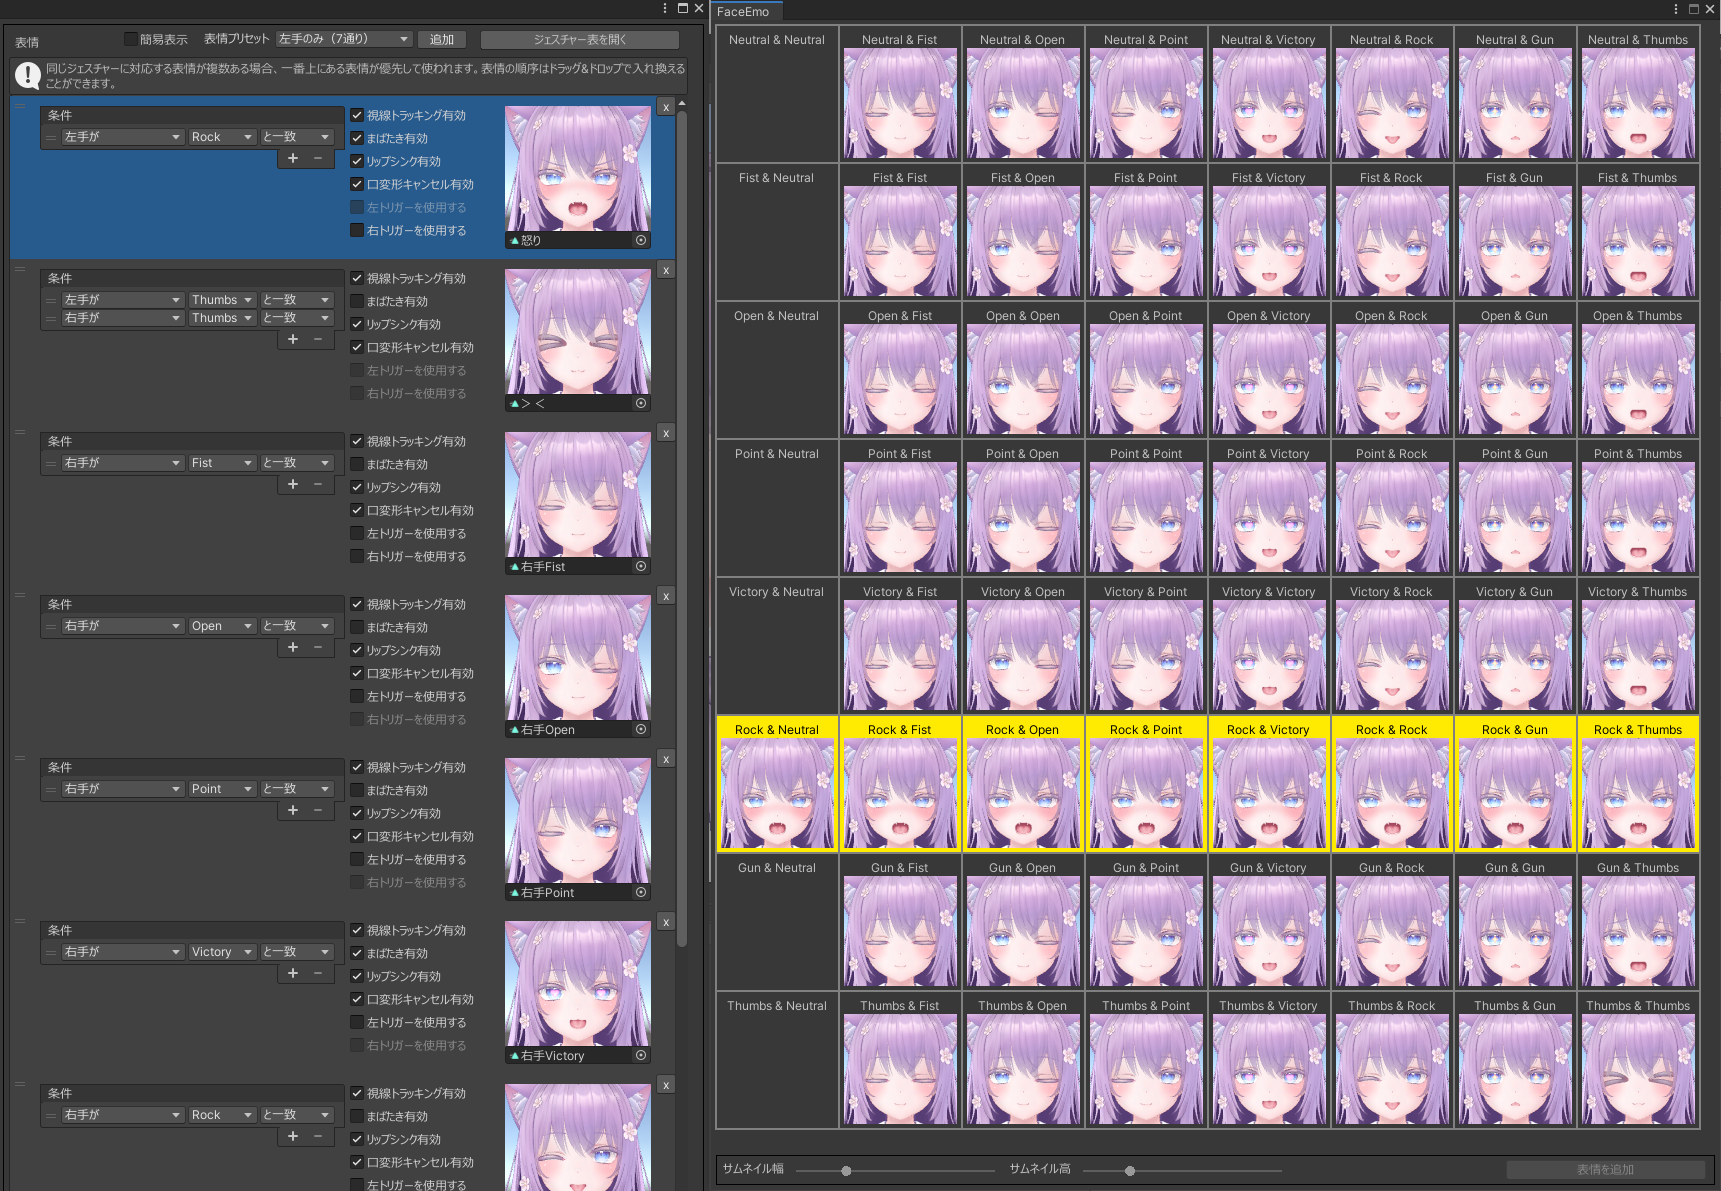 表情
簡易表示
表情プリセット
左手のみ（7通り）
追加
ジェスチャー表を開く
同じジェスチャーに対応する表情が複数ある場合、一番上にある表情が優先して使われます。表情の順序はドラッグ&ドロップで入れ換える
ことができます。
条件
左手が Rock と一致
+ −
視線トラッキング有効
まばたき有効
リップシンク有効
口変形キャンセル有効
左トリガーを使用する
右トリガーを使用する
怒り
x
条件
左手が Thumbs と一致
右手が Thumbs と一致
+ −
視線トラッキング有効
まばたき有効
リップシンク有効
口変形キャンセル有効
左トリガーを使用する
右トリガーを使用する
＞＜
x
条件
右手が Fist と一致
+ −
視線トラッキング有効
まばたき有効
リップシンク有効
口変形キャンセル有効
左トリガーを使用する
右トリガーを使用する
右手Fist
x
条件
右手が Open と一致
+ −
視線トラッキング有効
まばたき有効
リップシンク有効
口変形キャンセル有効
左トリガーを使用する
右トリガーを使用する
右手Open
x
条件
右手が Point と一致
+ −
視線トラッキング有効
まばたき有効
リップシンク有効
口変形キャンセル有効
左トリガーを使用する
右トリガーを使用する
右手Point
x
条件
右手が Victory と一致
+ −
視線トラッキング有効
まばたき有効
リップシンク有効
口変形キャンセル有効
左トリガーを使用する
右トリガーを使用する
右手Victory
x
条件
右手が Rock と一致
+ −
視線トラッキング有効
まばたき有効
リップシンク有効
口変形キャンセル有効
左トリガーを使用する
x
FaceEmo
Neutral & Neutral Neutral & Fist Neutral & Open Neutral & Point Neutral & Victory Neutral & Rock Neutral & Gun Neutral & Thumbs
Fist & Neutral Fist & Fist Fist & Open Fist & Point Fist & Victory Fist & Rock Fist & Gun Fist & Thumbs
Open & Neutral Open & Fist Open & Open Open & Point Open & Victory Open & Rock Open & Gun Open & Thumbs
Point & Neutral Point & Fist Point & Open Point & Point Point & Victory Point & Rock Point & Gun Point & Thumbs
Victory & Neutral Victory & Fist Victory & Open Victory & Point Victory & Victory Victory & Rock Victory & Gun Victory & Thumbs
Rock & Neutral Rock & Fist Rock & Open Rock & Point Rock & Victory Rock & Rock Rock & Gun Rock & Thumbs
Gun & Neutral Gun & Fist Gun & Open Gun & Point Gun & Victory Gun & Rock Gun & Gun Gun & Thumbs
Thumbs & Neutral Thumbs & Fist Thumbs & Open Thumbs & Point Thumbs & Victory Thumbs & Rock Thumbs & Gun Thumbs & Thumbs
サムネイル幅
サムネイル高
表情を追加